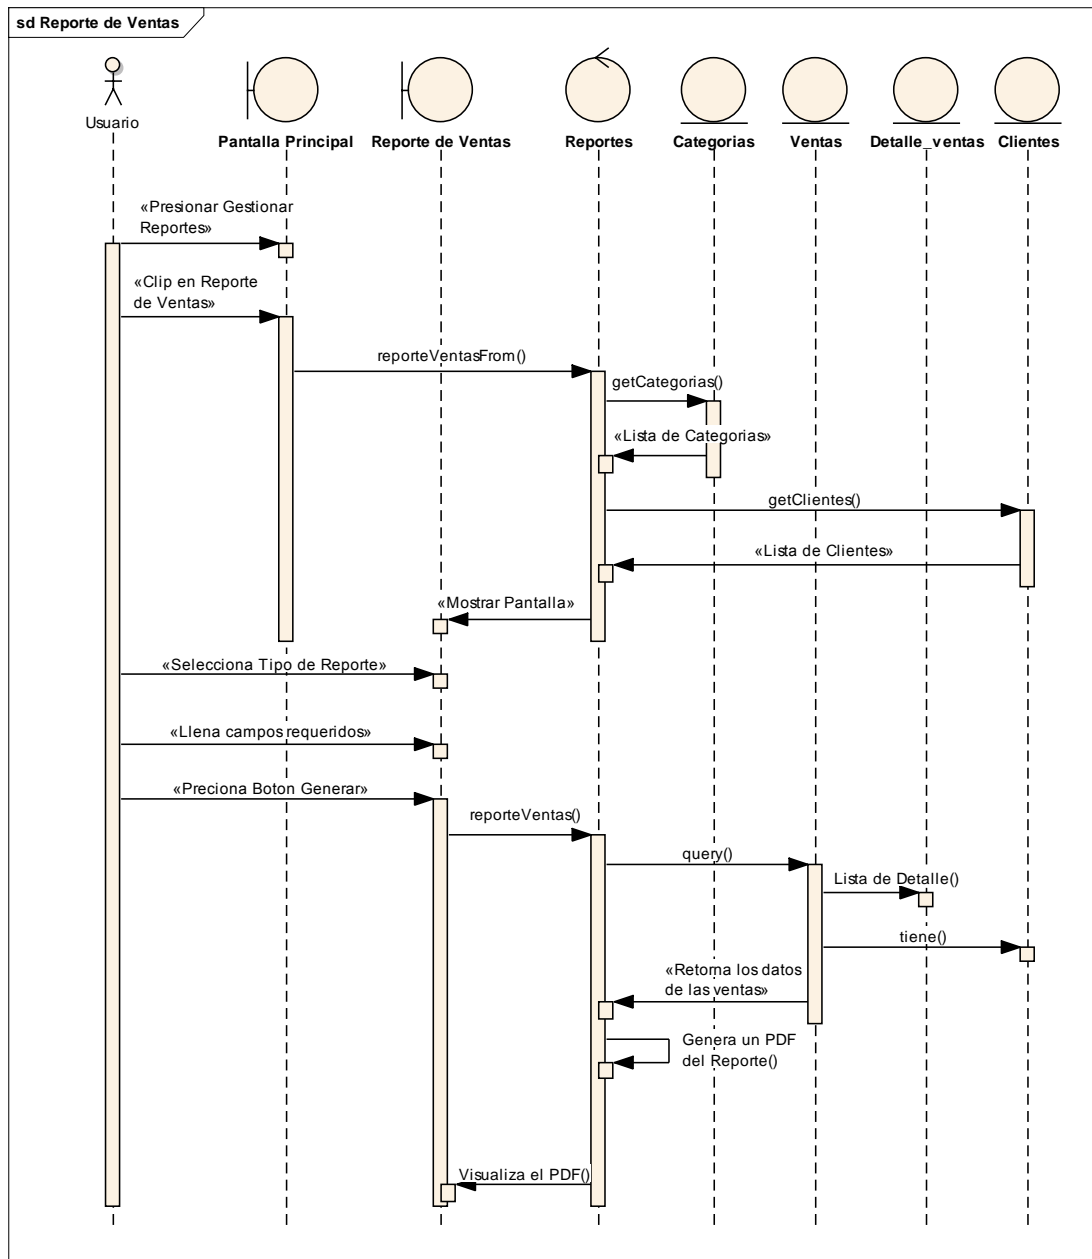 sd Reporte de Ventas
Usuario
Pantalla Principal
Reporte de Ventas
Reportes
Categorias
Ventas
Detalle_ventas
Clientes
«Presionar Gestionar
Reportes»
«Clip en Reporte
de Ventas»
reporteVentasFrom()
getCategorias()
«Lista de Categorias»
getClientes()
«Lista de Clientes»
«Mostrar Pantalla»
«Selecciona Tipo de Reporte»
«Llena campos requeridos»
«Preciona Boton Generar»
reporteVentas()
query()
Lista de Detalle()
tiene()
«Retorna los datos
de las ventas»
Genera un PDF
del Reporte()
Visualiza el PDF()